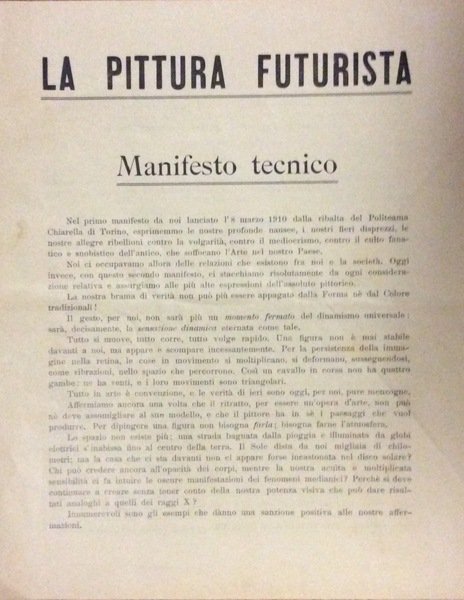 LA PITTURA FUTURISTA
Manifesto tecnico
Nel primo manifesto da noi lanciato l'8 marzo 1910 dalla ribalta del Politeama
Chiarella di Torino, esprimemmo le nostre profonde nausee, i nostri fieri disprezzi, le
nostre allegre ribellioni contro la volgarità, contro il mediocrismo, contro il culto fana-
tico e snobistico dell'antico, che soffocano l'Arte nel nostro Paese.
Noi ci occupavamo allora delle relazioni che esistono fra noi e la società. Oggi
invece, con questo secondo manifesto, ci stacchiamo risolutamente da ogni considera-
zione relativa e assurgiamo alle più alte espressioni dell'assoluto pittorico.
La nostra brama di verità non può più essere appagata dalla Forma nè dal Colore
tradizionali!
Il gesto, per noi, non sarà più un momento fermato del dinamismo universale:
sarà, decisamente, la sensazione dinamica eternata come tale.
Tutto si muove, tutto corre, tutto volge rapido. Una figura non è mai stabile
davanti a noi, ma appare e scompare incessantemente. Per la persistenza della imma-
gine nella retina, le cose in movimento si moltiplicano, si deformano, susseguendosi,
come vibrazioni, nello spazio che percorrono. Così un cavallo in corsa non ha quattro
gambe: ne ha venti, e i loro movimenti sono triangolari.
Tutto in arte è convenzione, e le verità di ieri sono oggi, per noi, pure menzogne.
Affermiamo ancora una volta che il ritratto, per essere un'opera d'arte, non può
nè deve assomigliare al suo modello, e che il pittore ha in sè i paesaggi che vuol
produrre. Per dipingere una figura non bisogna farla; bisogna farne l'atmosfera.
Lo spazio non esiste più; una strada bagnata dalla pioggia e illuminata da globi
elettrici s'inabissa fino al centro della terra. Il Sole dista da noi migliaia di chilo-
metri; ma la casa che ci sta davanti non ci appare forse incastonata nel disco solare?
Chi può credere ancora all'opacità dei corpi, mentre la nostra acuita e moltiplicata
sensibilità ci fa intuire le oscure manifestazioni dei fenomeni medianici? Perchè si deve
continuare a creare senza tener conto della nostra potenza visiva che può dare risul-
tati analoghi a quelli dei raggi X?
Innumerevoli sono gli esempi che dànno una sanzione positiva alle nostre affer-
mazioni.